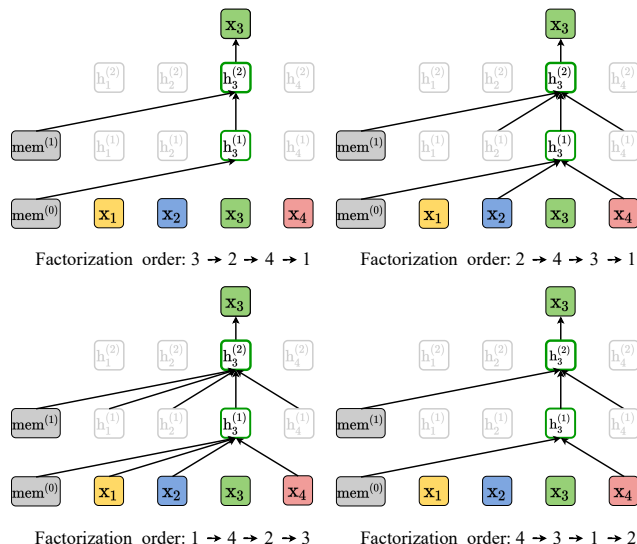 x₃ x₃
h₁⁽²⁾ h₂⁽²⁾ h₃⁽²⁾ h₄⁽²⁾ h₁⁽²⁾ h₂⁽²⁾ h₃⁽²⁾ h₄⁽²⁾
mem⁽¹⁾ h₁⁽¹⁾ h₂⁽¹⁾ h₃⁽¹⁾ h₄⁽¹⁾ mem⁽¹⁾ h₁⁽¹⁾ h₂⁽¹⁾ h₃⁽¹⁾ h₄⁽¹⁾
mem⁽⁰⁾ x₁ x₂ x₃ x₄ mem⁽⁰⁾ x₁ x₂ x₃ x₄
Factorization order: 3 → 2 → 4 → 1 Factorization order: 2 → 4 → 3 → 1
x₃ x₃
h₁⁽²⁾ h₂⁽²⁾ h₃⁽²⁾ h₄⁽²⁾ h₁⁽²⁾ h₂⁽²⁾ h₃⁽²⁾ h₄⁽²⁾
mem⁽¹⁾ h₁⁽¹⁾ h₂⁽¹⁾ h₃⁽¹⁾ h₄⁽¹⁾ mem⁽¹⁾ h₁⁽¹⁾ h₂⁽¹⁾ h₃⁽¹⁾ h₄⁽¹⁾
mem⁽⁰⁾ x₁ x₂ x₃ x₄ mem⁽⁰⁾ x₁ x₂ x₃ x₄
Factorization order: 1 → 4 → 2 → 3 Factorization order: 4 → 3 → 1 → 2